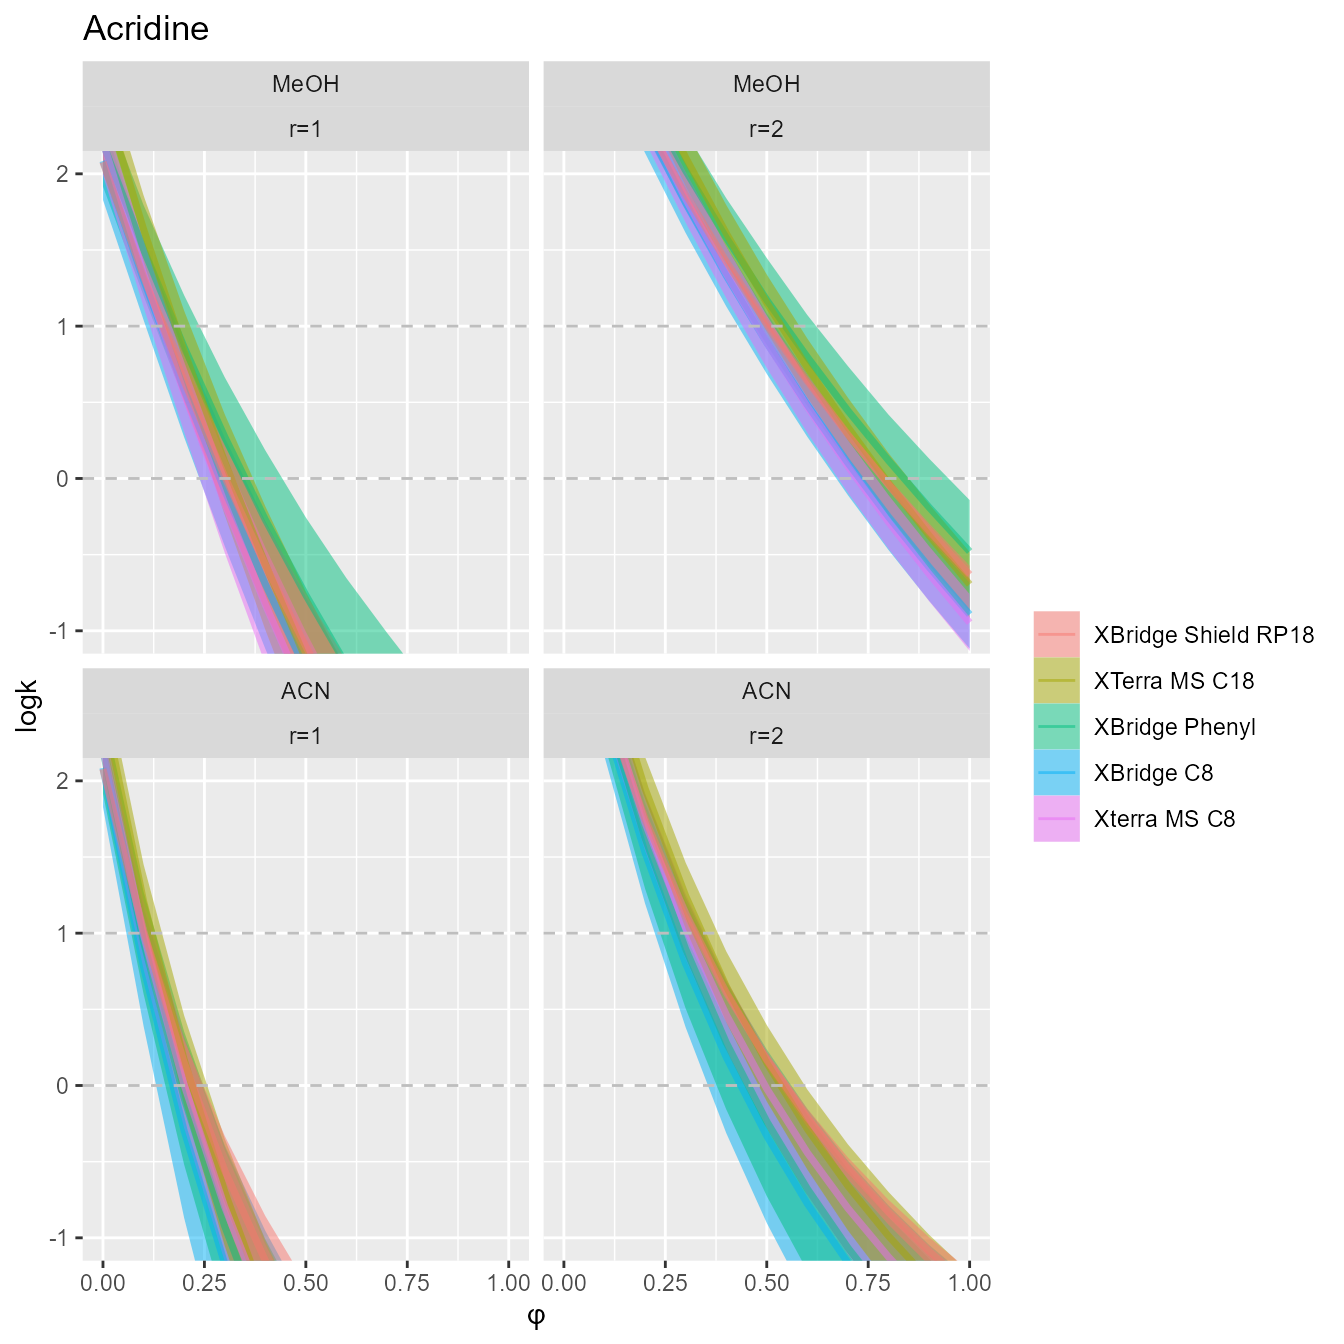 Acridine
MeOH
MeOH
r=1
r=2
2
1
0
-1
ACN
ACN
r=1
r=2
2
1
0
-1
logk
0.00 0.25 0.50 0.75 1.00
0.00 0.25 0.50 0.75 1.00
φ
XBridge Shield RP18
XTerra MS C18
XBridge Phenyl
XBridge C8
Xterra MS C8